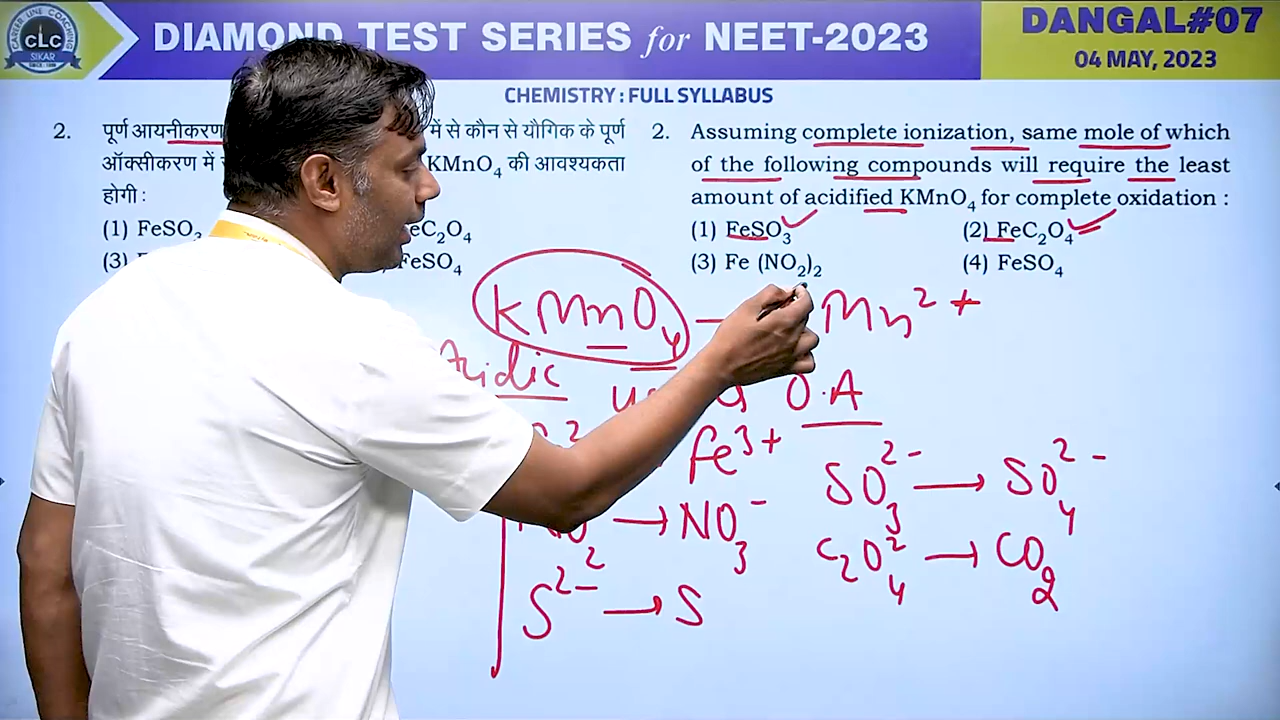 CAREER LINE COACHING
CLC
SIKAR
DIAMOND TEST SERIES for NEET-2023
DANGAL#07
04 MAY, 2023
CHEMISTRY : FULL SYLLABUS
2. पूर्ण आयनीकरण में से कौन से यौगिक के पूर्ण
ऑक्सीकरण में KMnO₄ की आवश्यकता
होगी :
(1) FeSO₃ eC₂O₄
(3) FeSO₄
2. Assuming complete ionization, same mole of which
of the following compounds will require the least
amount of acidified KMnO₄ for complete oxidation :
(1) FeSO₃ (2) FeC₂O₄
(3) Fe (NO₂)₂ (4) FeSO₄
KMnO₄ — Mn²⁺
Acidic O.A
Fe³⁺
SO₃²⁻ → SO₄²⁻
→ NO₃⁻
C₂O₄²⁻ → CO₂
S²⁻ → S